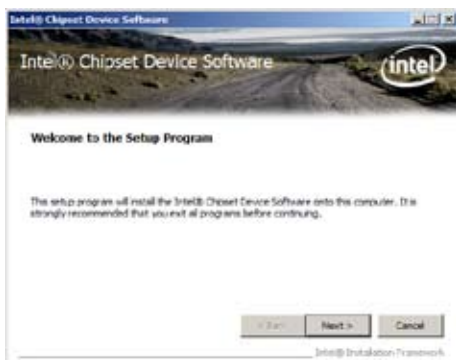 Intel® Chipset Device Software
Intel® Chipset Device Software
intel
Welcome to the Setup Program
This setup program will install the Intel® Chipset Device Software onto this computer. It is
strongly recommended that you exit all programs before continuing.
< Back
Next >
Cancel
Intel® Installation Framework